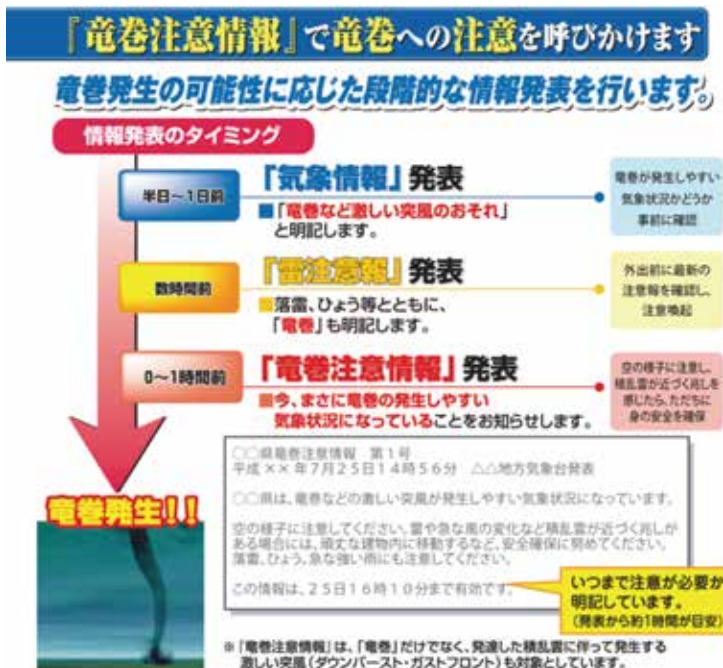 『竜巻注意情報』で竜巻への注意を呼びかけます
竜巻発生の可能性に応じた段階的な情報発表を行います。
情報発表のタイミング
半日～1日前
『気象情報』発表
■「竜巻など激しい突風のおそれ」
と明記します。
竜巻が発生しやすい
気象状況かどうか
事前に確認
数時間前
『雷注意報』発表
■落雷、ひょう等とともに、
「竜巻」も明記します。
外出前に最新の
注意報を確認し、
注意喚起
0～1時間前
『竜巻注意情報』発表
■今、まさに竜巻の発生しやすい
気象状況になっていることをお知らせします。
空の様子に注意し、
積乱雲が近づく兆しを
感じたら、ただちに
身の安全を確保
竜巻発生!!
○○県竜巻注意情報　第1号
平成××年7月25日14時56分　△△地方気象台発表
○○県は、竜巻などの激しい突風が発生しやすい気象状況になっています。
空の様子に注意してください。雷や急な風の変化など積乱雲が近づく兆しが
ある場合には、頑丈な建物内に移動するなど、安全確保に努めてください。
落雷、ひょう、急な強い雨にも注意してください。
この情報は、25日16時10分まで有効です。
いつまで注意が必要か
明記しています。
(発表から約1時間が目安)
※『竜巻注意情報』は、「竜巻」だけでなく、発達した積乱雲に伴って発生する
激しい突風(ダウンバースト・ガストフロント)も対象としています。